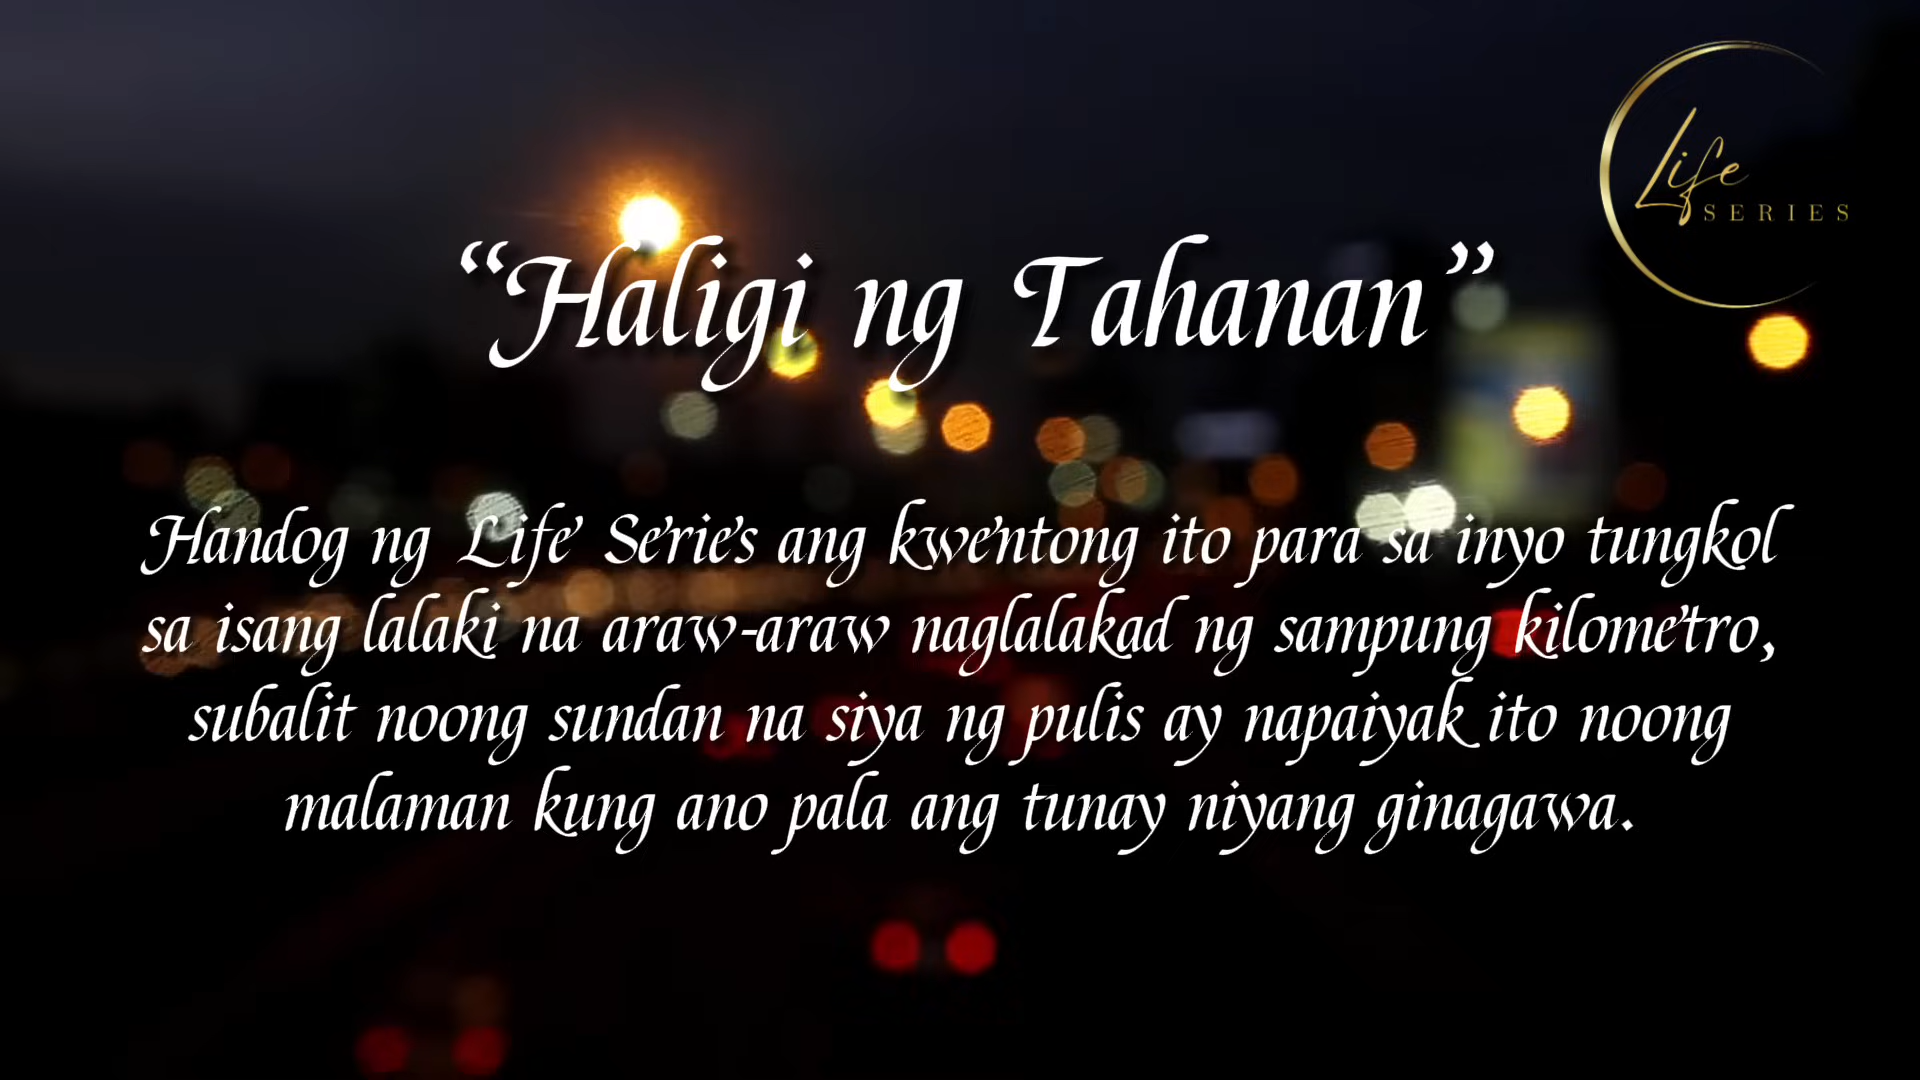 Life
SERIES
“Haligi ng Tahanan”
Handog ng Life Series ang kwentong ito para sa inyo tungkol
sa isang lalaki na araw-araw naglalakad ng sampung kilometro,
subalit noong sundan na siya ng pulis ay napaiyak ito noong
malaman kung ano pala ang tunay niyang ginagawa.